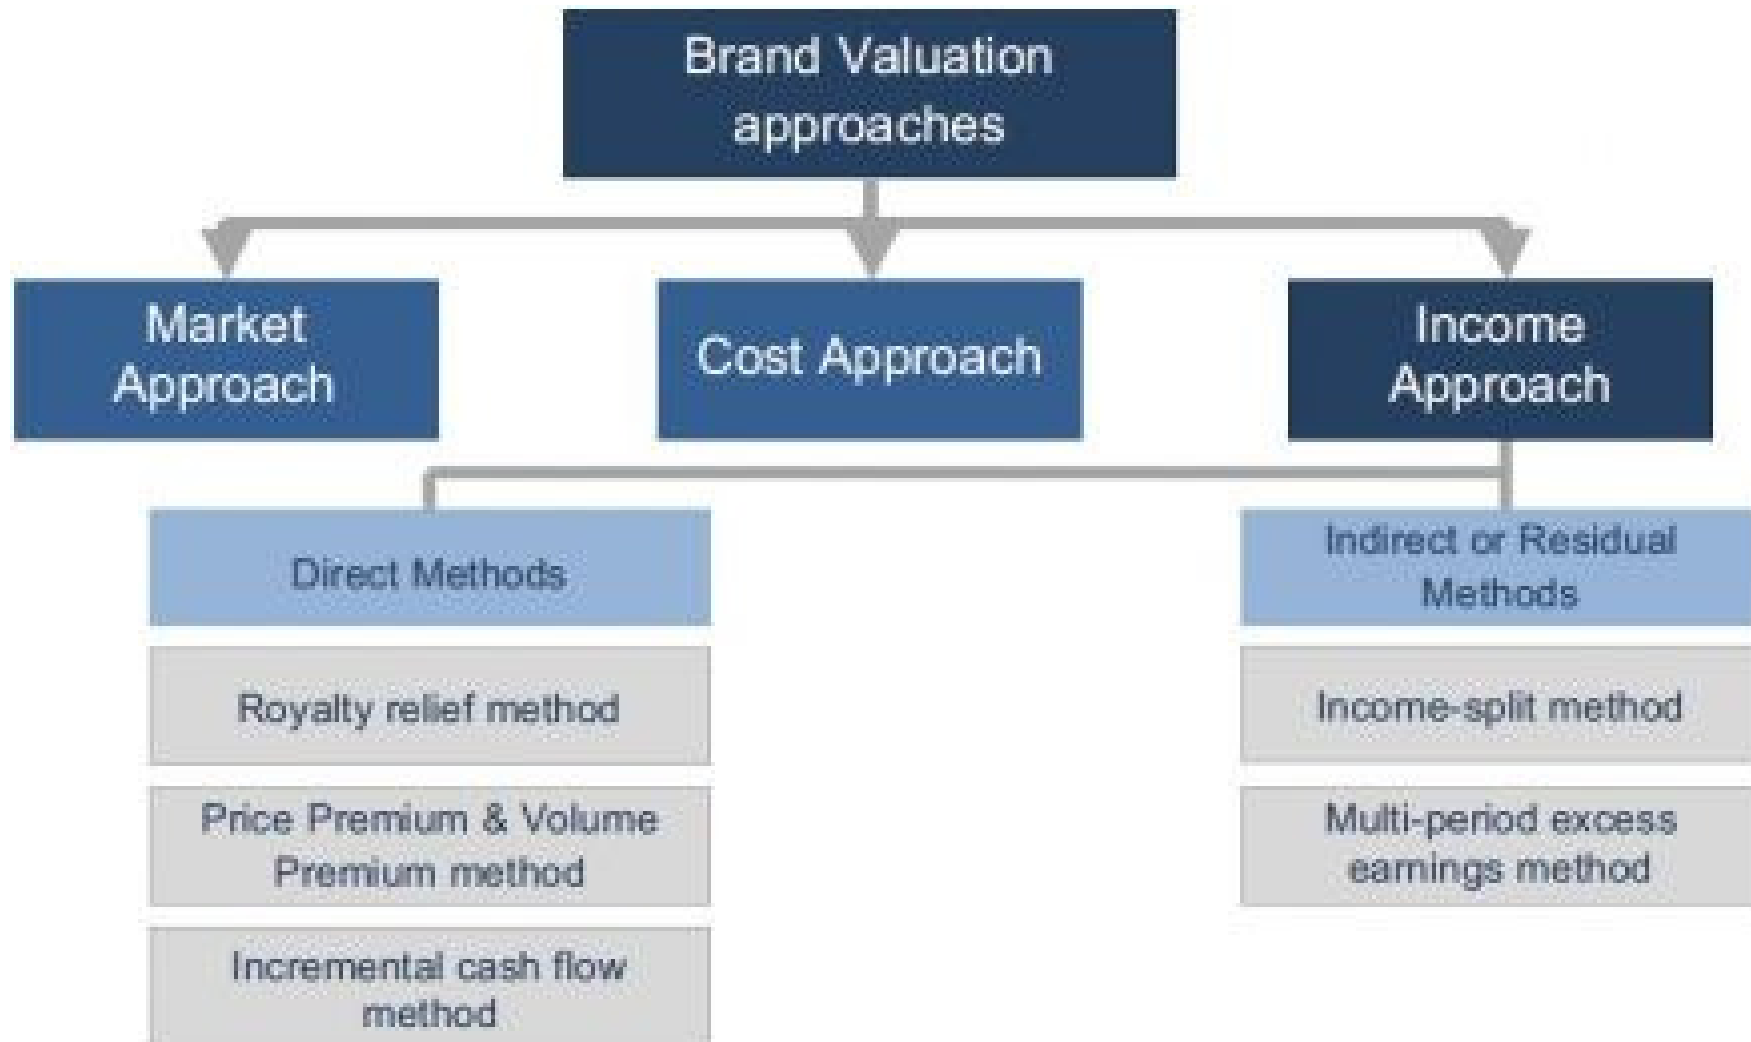 Brand Valuation
approaches
Market
Approach
Cost Approach
Income
Approach
Direct Methods
Indirect or Residual
Methods
Royalty relief method
Income-split method
Price Premium & Volume
Premium method
Multi-period excess
earnings method
Incremental cash flow
method